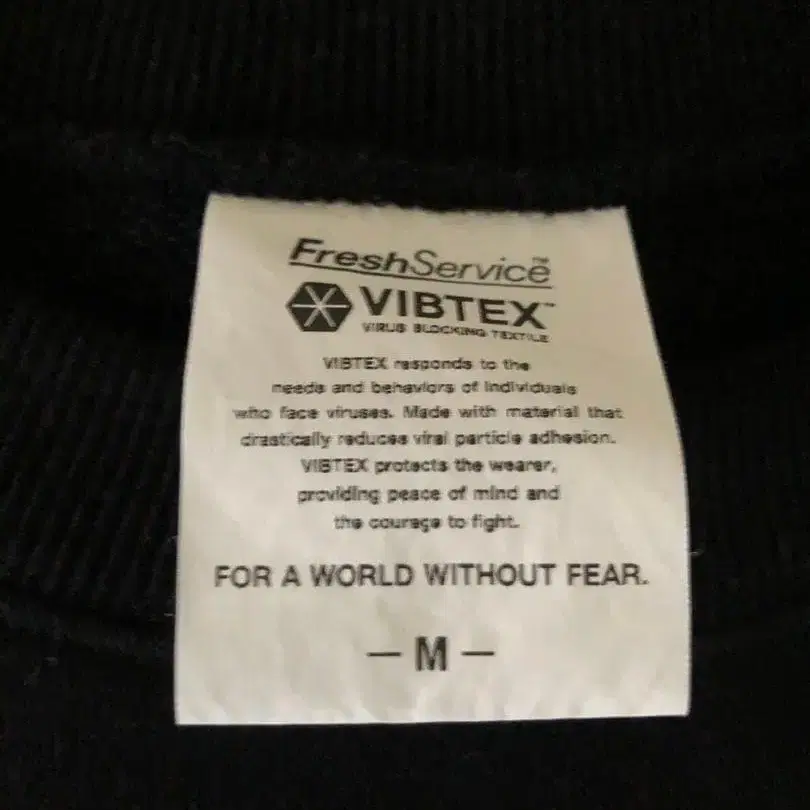 FreshService™
VIBTEX™
VIRUS BLOCKING TEXTILE
VIBTEX responds to the
needs and behaviors of individuals
who face viruses. Made with material that
drastically reduces viral particle adhesion.
VIBTEX protects the wearer,
providing peace of mind and
the courage to fight.
FOR A WORLD WITHOUT FEAR.
— M —